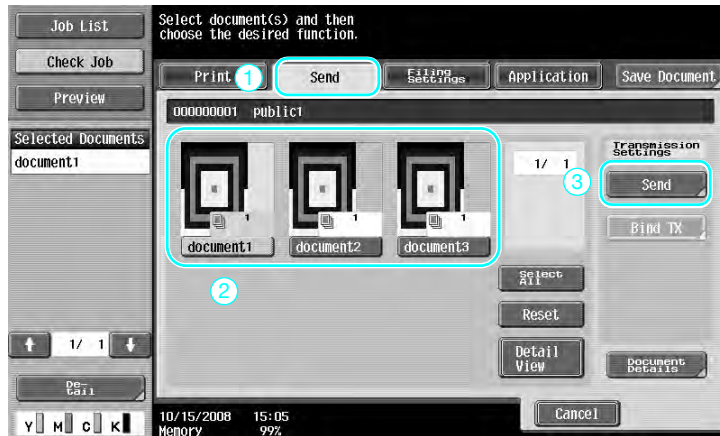 Job List
Select document(s) and then
choose the desired function.
Check Job
Preview
Print
1
Send
Filing
Settings
Application
Save Document
000000001 public1
Selected Documents
document1
1
1
1
document1
document2
document3
2
1/ 1
Transmission
Settings
3
Send
Bind TX
Select
All
Reset
Detail
View
Document
Details
1/ 1
De-
tail
Y M C K
10/15/2008 15:05
Memory 99%
Cancel